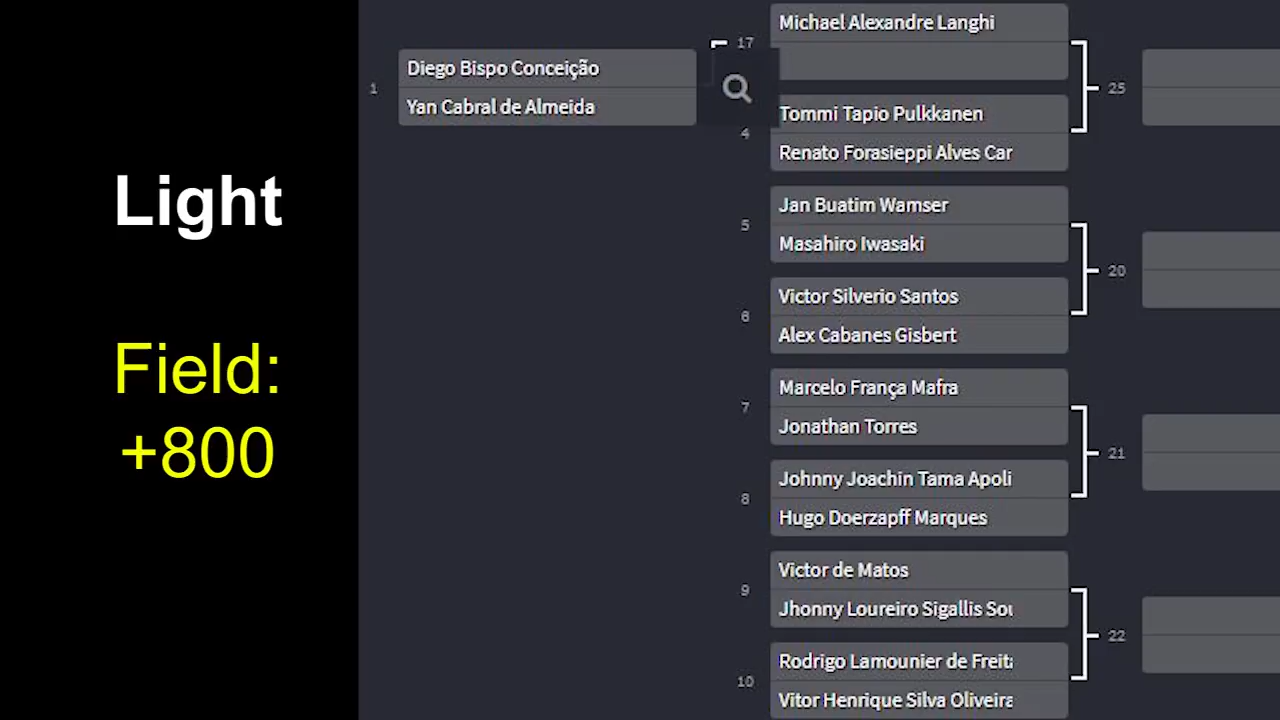 Light
Field:
+800
1
Diego Bispo Conceição
Yan Cabral de Almeida
17
Michael Alexandre Langhi
4
Tommi Tapio Pulkkanen
Renato Forasieppi Alves Car
25
5
Jan Buatim Wamser
Masahiro Iwasaki
6
Victor Silverio Santos
Alex Cabanes Gisbert
20
7
Marcelo França Mafra
Jonathan Torres
8
Johnny Joachin Tama Apoli
Hugo Doerzapff Marques
21
9
Victor de Matos
Jhonny Loureiro Sigallis Sou
10
Rodrigo Lamounier de Freita
Vitor Henrique Silva Oliveira
22